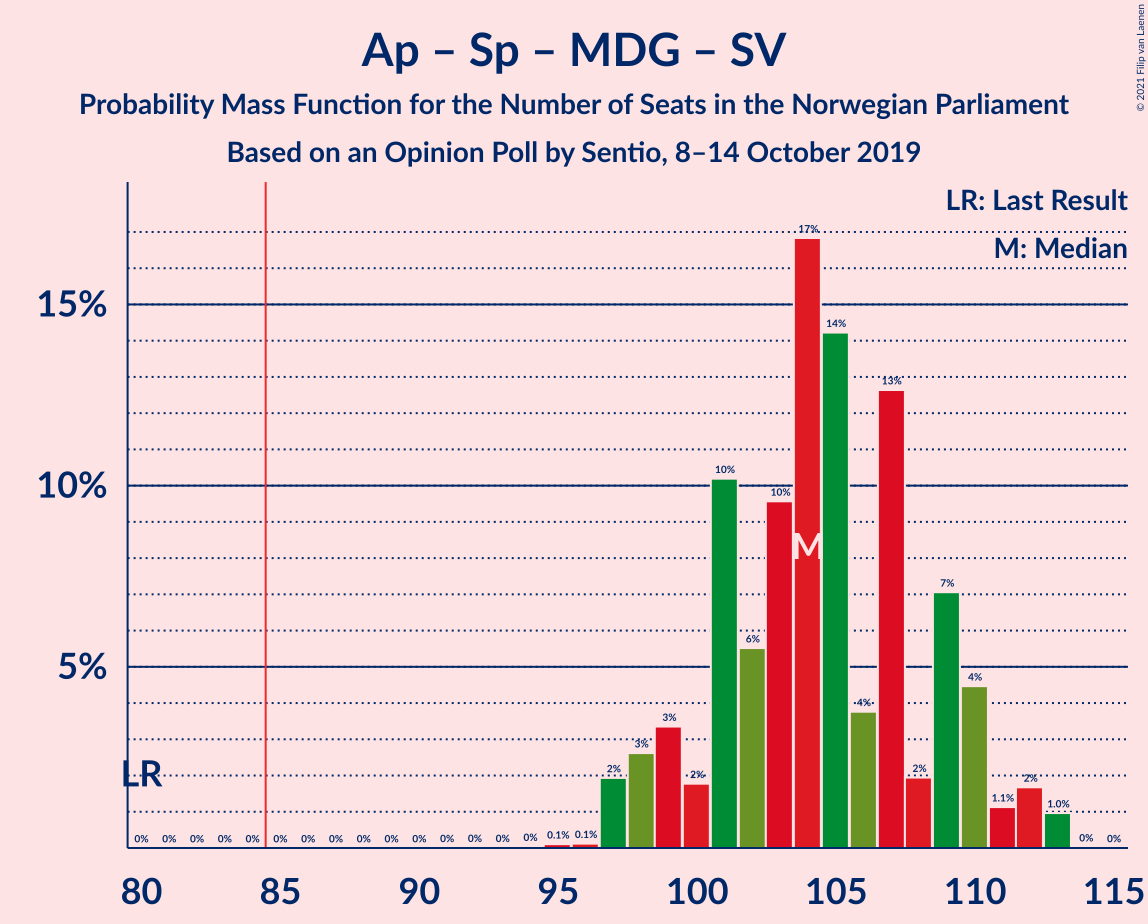 Ap – Sp – MDG – SV
Probability Mass Function for the Number of Seats in the Norwegian Parliament
Based on an Opinion Poll by Sentio, 8–14 October 2019
© 2021 Filip van Laenen
LR: Last Result
M: Median
15%
10%
5%
LR
M
0% 0% 0% 0% 0% 0% 0% 0% 0% 0% 0% 0% 0% 0% 0% 0.1% 0.1% 2% 3% 3% 2% 10% 6% 10% 17% 14% 4% 13% 2% 7% 4% 1.1% 2% 1.0% 0% 0%
80 85 90 95 100 105 110 115